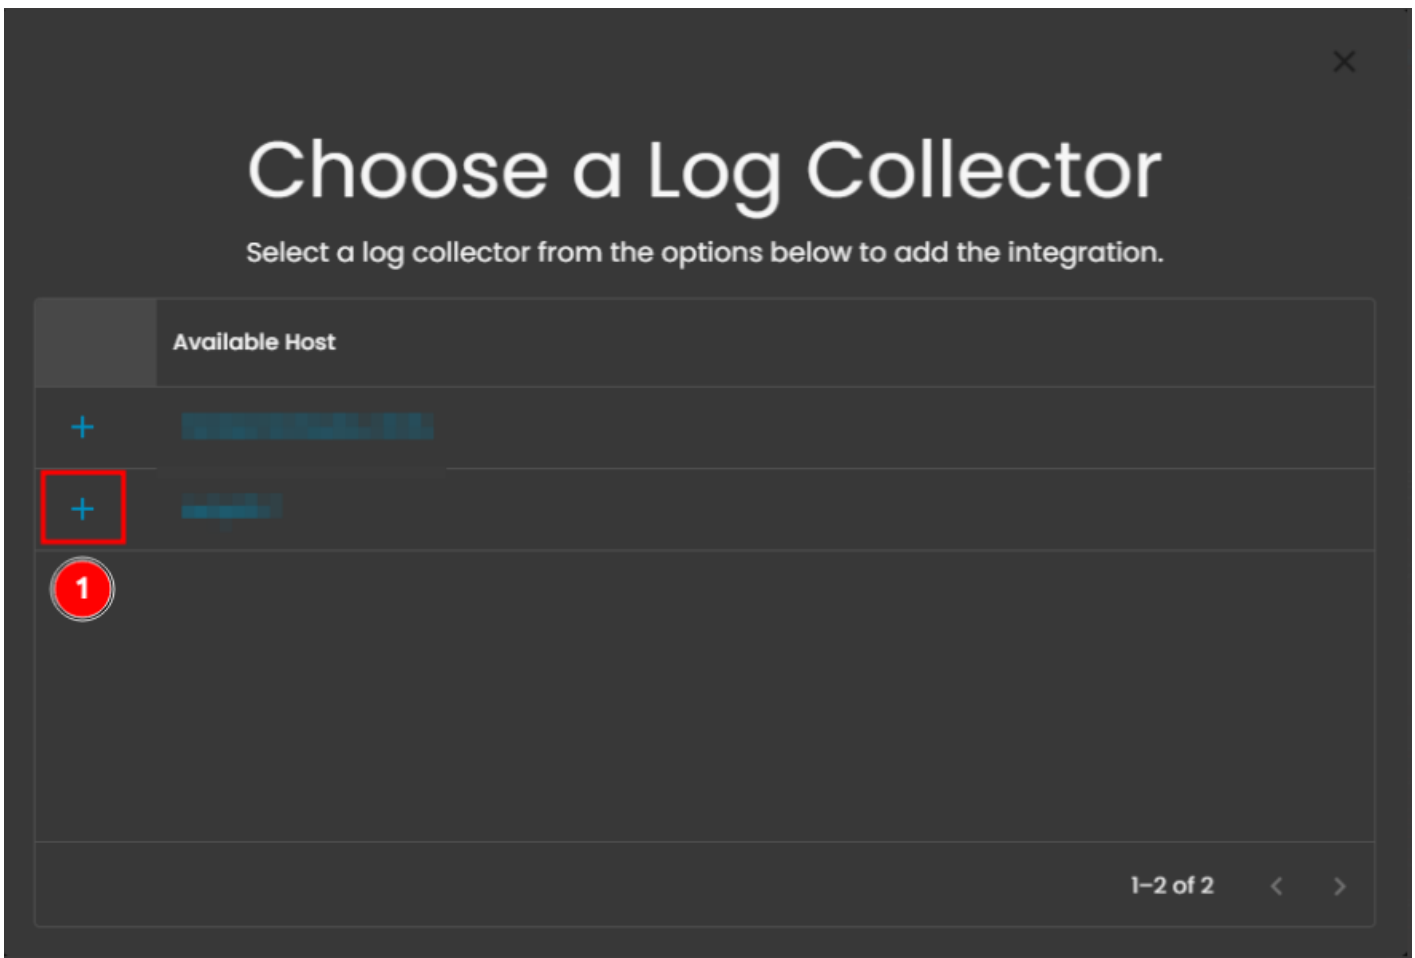 Choose a Log Collector
Select a log collector from the options below to add the integration.
Available Host
1
1–2 of 2